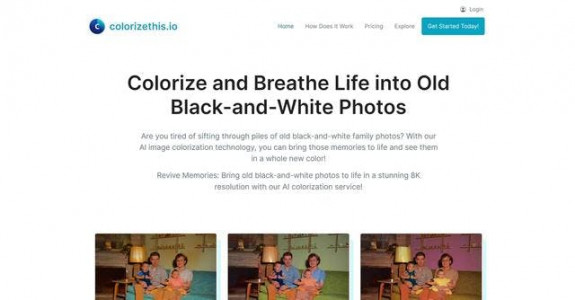 Login
colorizethis.io
Home How Does It Work Pricing Explore Get Started Today!
Colorize and Breathe Life into Old
Black-and-White Photos
Are you tired of sifting through piles of old black-and-white family photos? With our
AI image colorization technology, you can bring those memories to life and see them
in a whole new color!
Revive Memories: Bring old black-and-white photos to life in a stunning 8K
resolution with our AI colorization service!